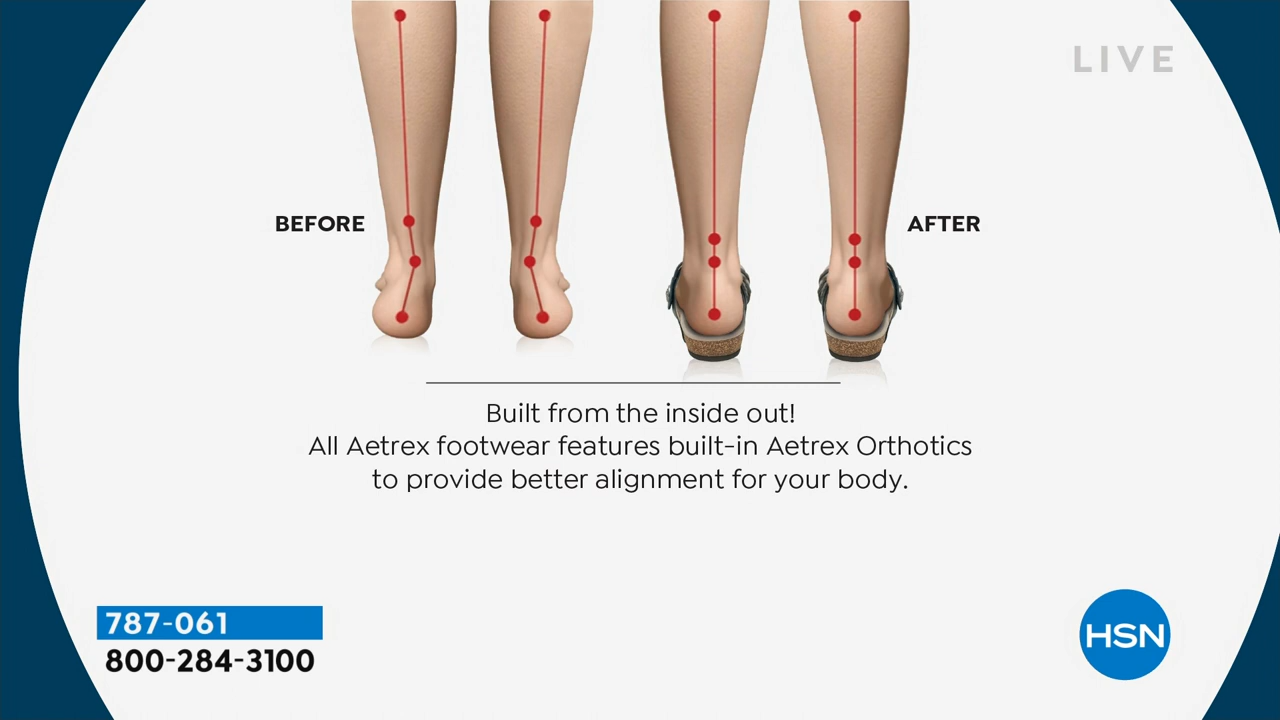 LIVE
BEFORE
AFTER
Built from the inside out!
All Aetrex footwear features built-in Aetrex Orthotics
to provide better alignment for your body.
787-061
800-284-3100
HSN